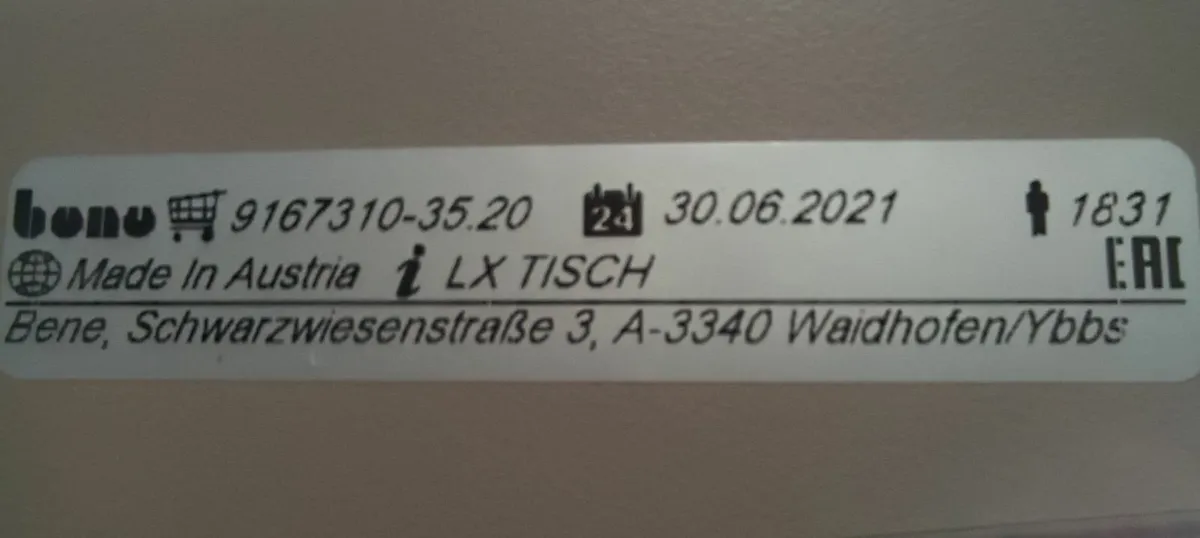 bene 9167310-35.20 24 30.06.2021 1831
Made In Austria i LX TISCH EAC
Bene, Schwarzwiesenstraße 3, A-3340 Waidhofen/Ybbs